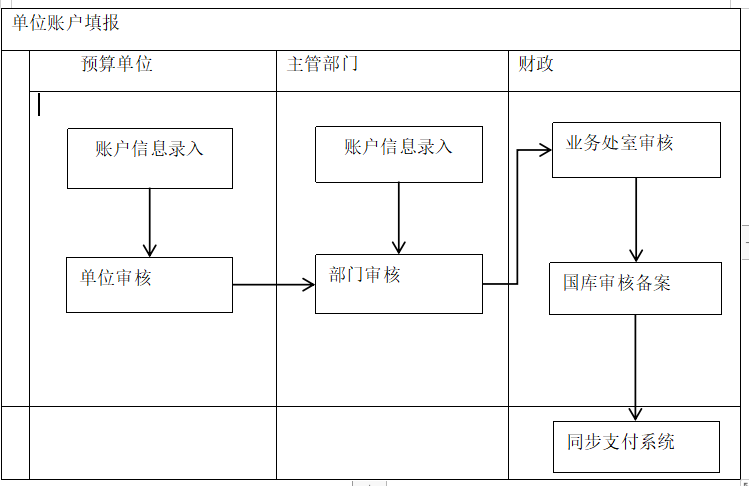 单位账户填报
预算单位
主管部门
财政
账户信息录入
账户信息录入
业务处室审核
单位审核
部门审核
国库审核备案
同步支付系统